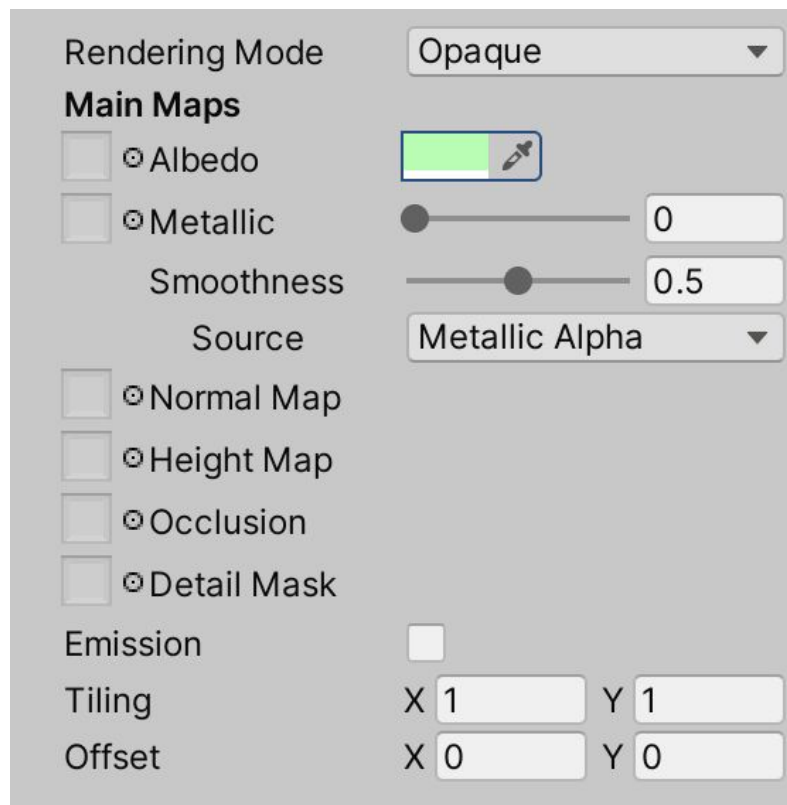 Rendering Mode Opaque
Main Maps
Albedo
Metallic 0
Smoothness 0.5
Source Metallic Alpha
Normal Map
Height Map
Occlusion
Detail Mask
Emission
Tiling X 1 Y 1
Offset X 0 Y 0